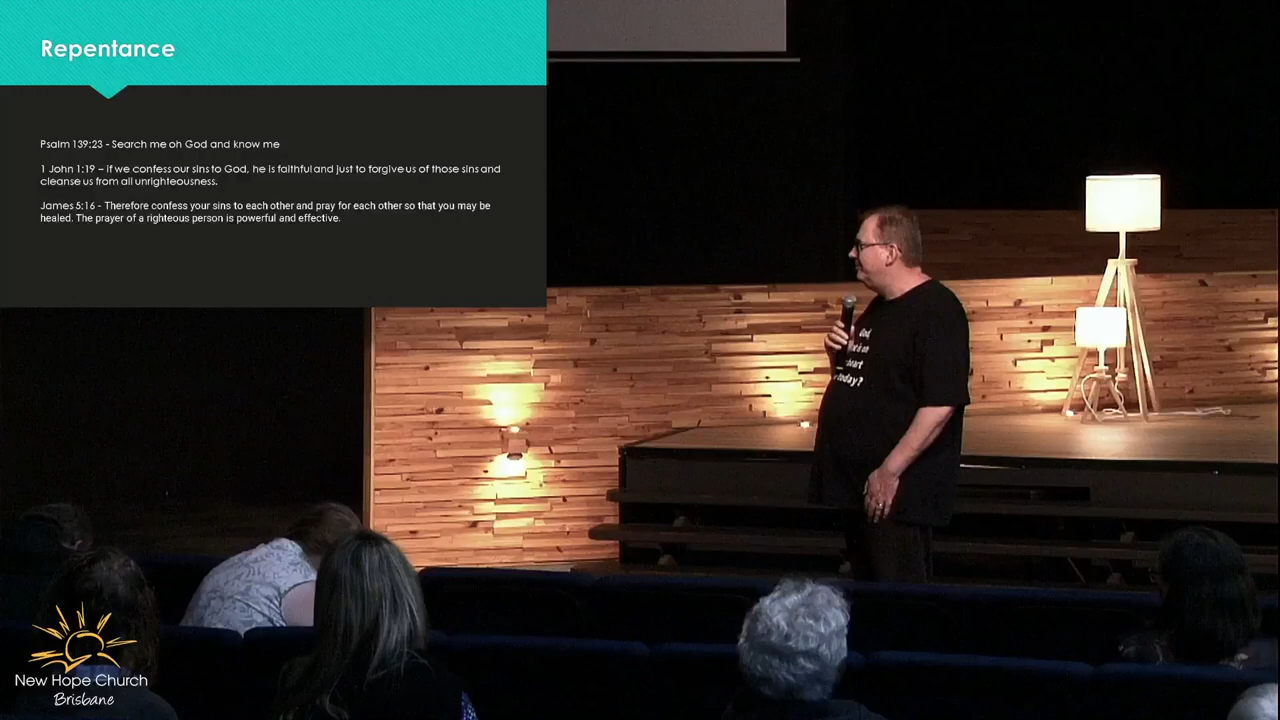 Repentance
Psalm 139:23 - Search me oh God and know me
1 John 1:19 – if we confess our sins to God, he is faithful and just to forgive us of those sins and
cleanse us from all unrighteousness.
James 5:16 - Therefore confess your sins to each other and pray for each other so that you may be
healed. The prayer of a righteous person is powerful and effective.
God,
heart
today?
New Hope Church
Brisbane